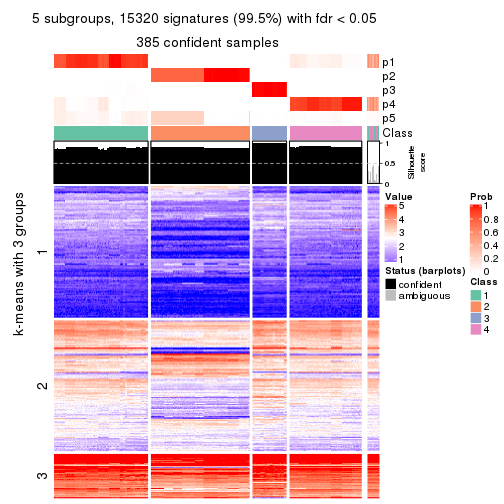 5 subgroups, 15320 signatures (99.5%) with fdr < 0.05
385 confident samples
p1
p2
p3
p4
p5
Class
1
0.5
0
Silhouette
score
k-means with 3 groups
1
2
3
Value
5
4
3
2
1
Status (barplots)
confident
ambiguous
Prob
1
0.8
0.6
0.4
0.2
0
Class
1
2
3
4